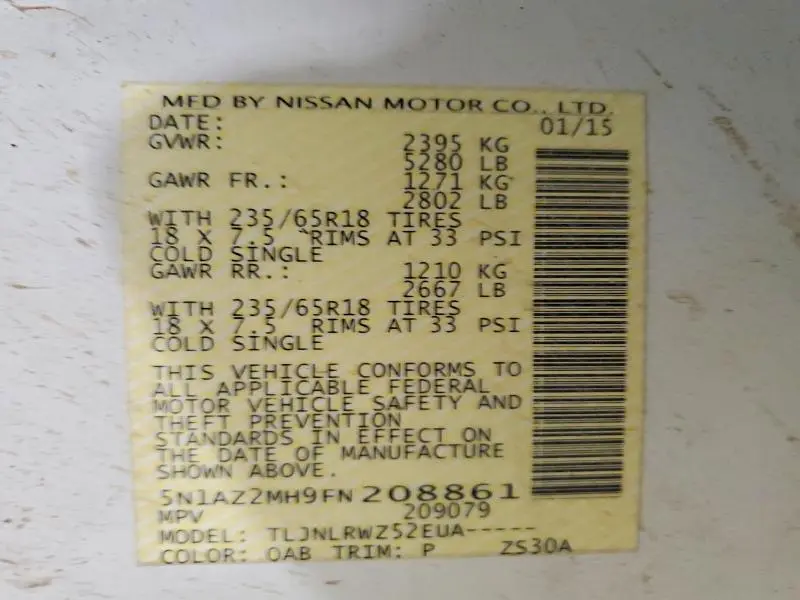 MFD BY NISSAN MOTOR CO., LTD.
DATE: 01/15
GVWR: 2395 KG
5280 LB
GAWR FR.: 1271 KG
2802 LB
WITH 235/65R18 TIRES
18 X 7.5 RIMS AT 33 PSI
COLD SINGLE
GAWR RR.: 1210 KG
2667 LB
WITH 235/65R18 TIRES
18 X 7.5 RIMS AT 33 PSI
COLD SINGLE
THIS VEHICLE CONFORMS TO
ALL APPLICABLE FEDERAL
MOTOR VEHICLE SAFETY AND
THEFT PREVENTION
STANDARDS IN EFFECT ON
THE DATE OF MANUFACTURE
SHOWN ABOVE.
5N1AZ2MH9FN208861
MPV 209079
MODEL: TLJNLRWZ52EUA-----
COLOR: QAB TRIM: P ZS30A